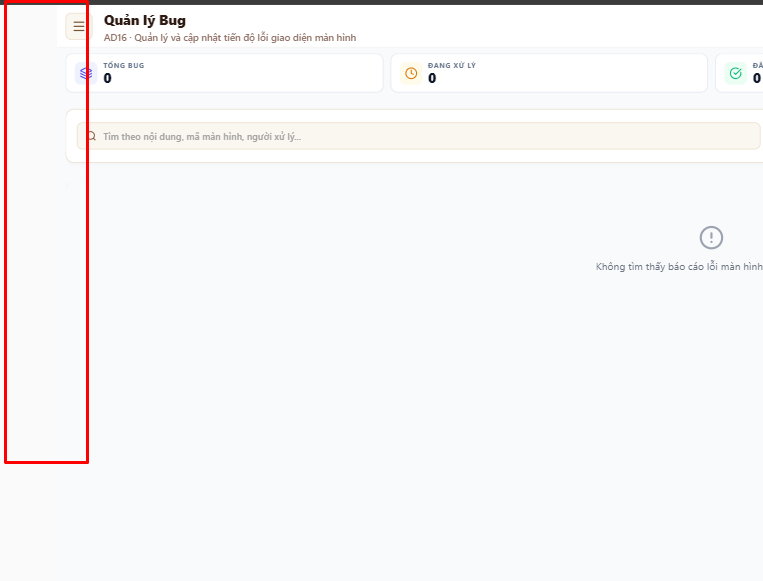 Quản lý Bug
AD16 · Quản lý và cập nhật tiến độ lỗi giao diện màn hình
TỔNG BUG
0
ĐANG XỬ LÝ
0
ĐÃ
0
Tìm theo nội dung, mã màn hình, người xử lý...
Không tìm thấy báo cáo lỗi màn hình